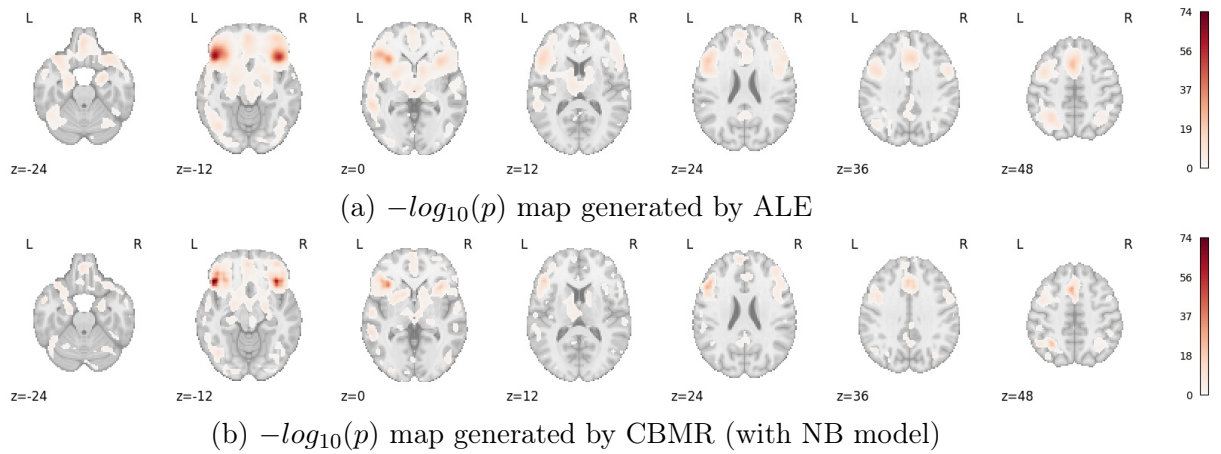 L R L R L R L R L R L R L R
74
56
37
19
0
z=-24 z=-12 z=0 z=12 z=24 z=36 z=48
(a) −log10(p) map generated by ALE
L R L R L R L R L R L R L R
74
56
37
18
0
z=-24 z=-12 z=0 z=12 z=24 z=36 z=48
(b) −log10(p) map generated by CBMR (with NB model)